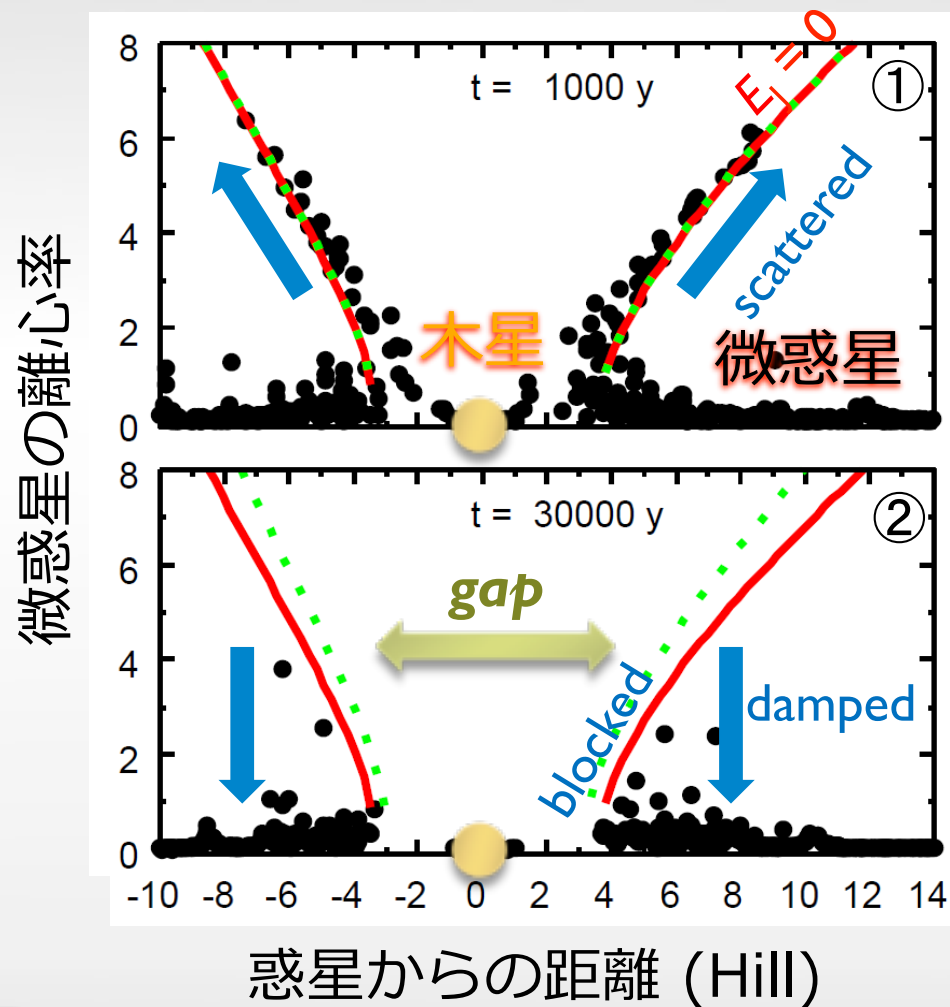 微惑星の離心率
8
6
4
2
0
t = 1000 y
EJ = 0
①
scattered
木星
微惑星
8
6
4
2
0
t = 30000 y
②
gap
blocked
damped
-10 -8 -6 -4 -2 0 2 4 6 8 10 12 14
惑星からの距離 (Hill)